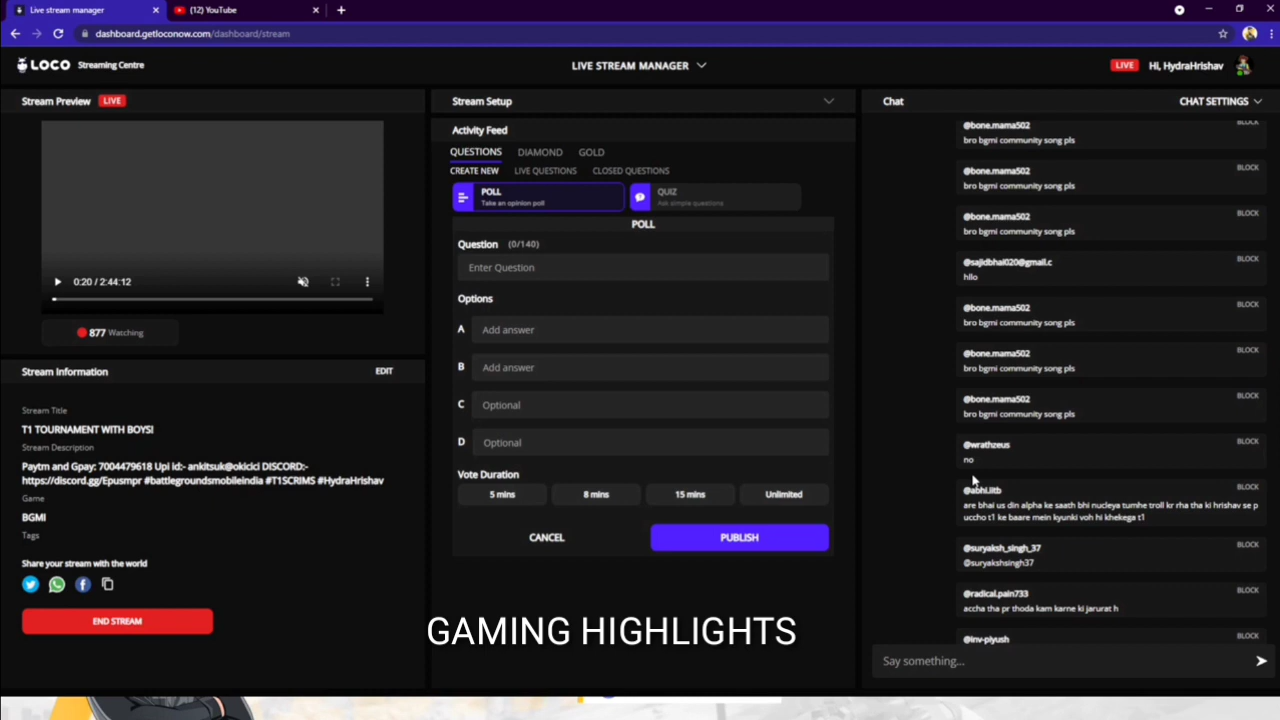 Live stream manager
(12) YouTube
dashboard.getloconow.com/dashboard/stream
LOCO Streaming Centre
LIVE STREAM MANAGER
LIVE Hi, HydraHrishav
Stream Preview LIVE
0:20 / 2:44:12
877 Watching
Stream Information EDIT
Stream Title
T1 TOURNAMENT WITH BOYS!
Stream Description
Paytm and Gpay: 7004479618 Upi id:- ankitsuk@okicici DISCORD:-
https://discord.gg/Epusmpr #battlegroundsmobileindia #T1SCRIMS #HydraHrishav
Game
BGMI
Tags
Share your stream with the world
END STREAM
Stream Setup
Activity Feed
QUESTIONS DIAMOND GOLD
CREATE NEW LIVE QUESTIONS CLOSED QUESTIONS
POLL
Take an opinion poll
QUIZ
Ask simple questions
POLL
Question (0/140)
Enter Question
Options
A Add answer
B Add answer
C Optional
D Optional
Vote Duration
5 mins 8 mins 15 mins Unlimited
CANCEL PUBLISH
Chat CHAT SETTINGS
@bone.mama502 BLOCK
bro bgmi community song pls
@bone.mama502 BLOCK
bro bgmi community song pls
@bone.mama502 BLOCK
bro bgmi community song pls
@sajidbhai020@gmail.c BLOCK
hllo
@bone.mama502 BLOCK
bro bgmi community song pls
@bone.mama502 BLOCK
bro bgmi community song pls
@bone.mama502 BLOCK
bro bgmi community song pls
@wrathzeus BLOCK
no
@abhi.iitb BLOCK
are bhai us din alpha ke saath bhi nucleya tumhe troll kr rha tha ki hrishav se p
uccho t1 ke baare mein kyunki voh hi khekega t1
@suryaksh_singh_37 BLOCK
@suryakshsingh37
@radical.pain733 BLOCK
accha tha pr thoda kam karne ki jarurat h
@inv-piyush BLOCK
Say something...
GAMING HIGHLIGHTS